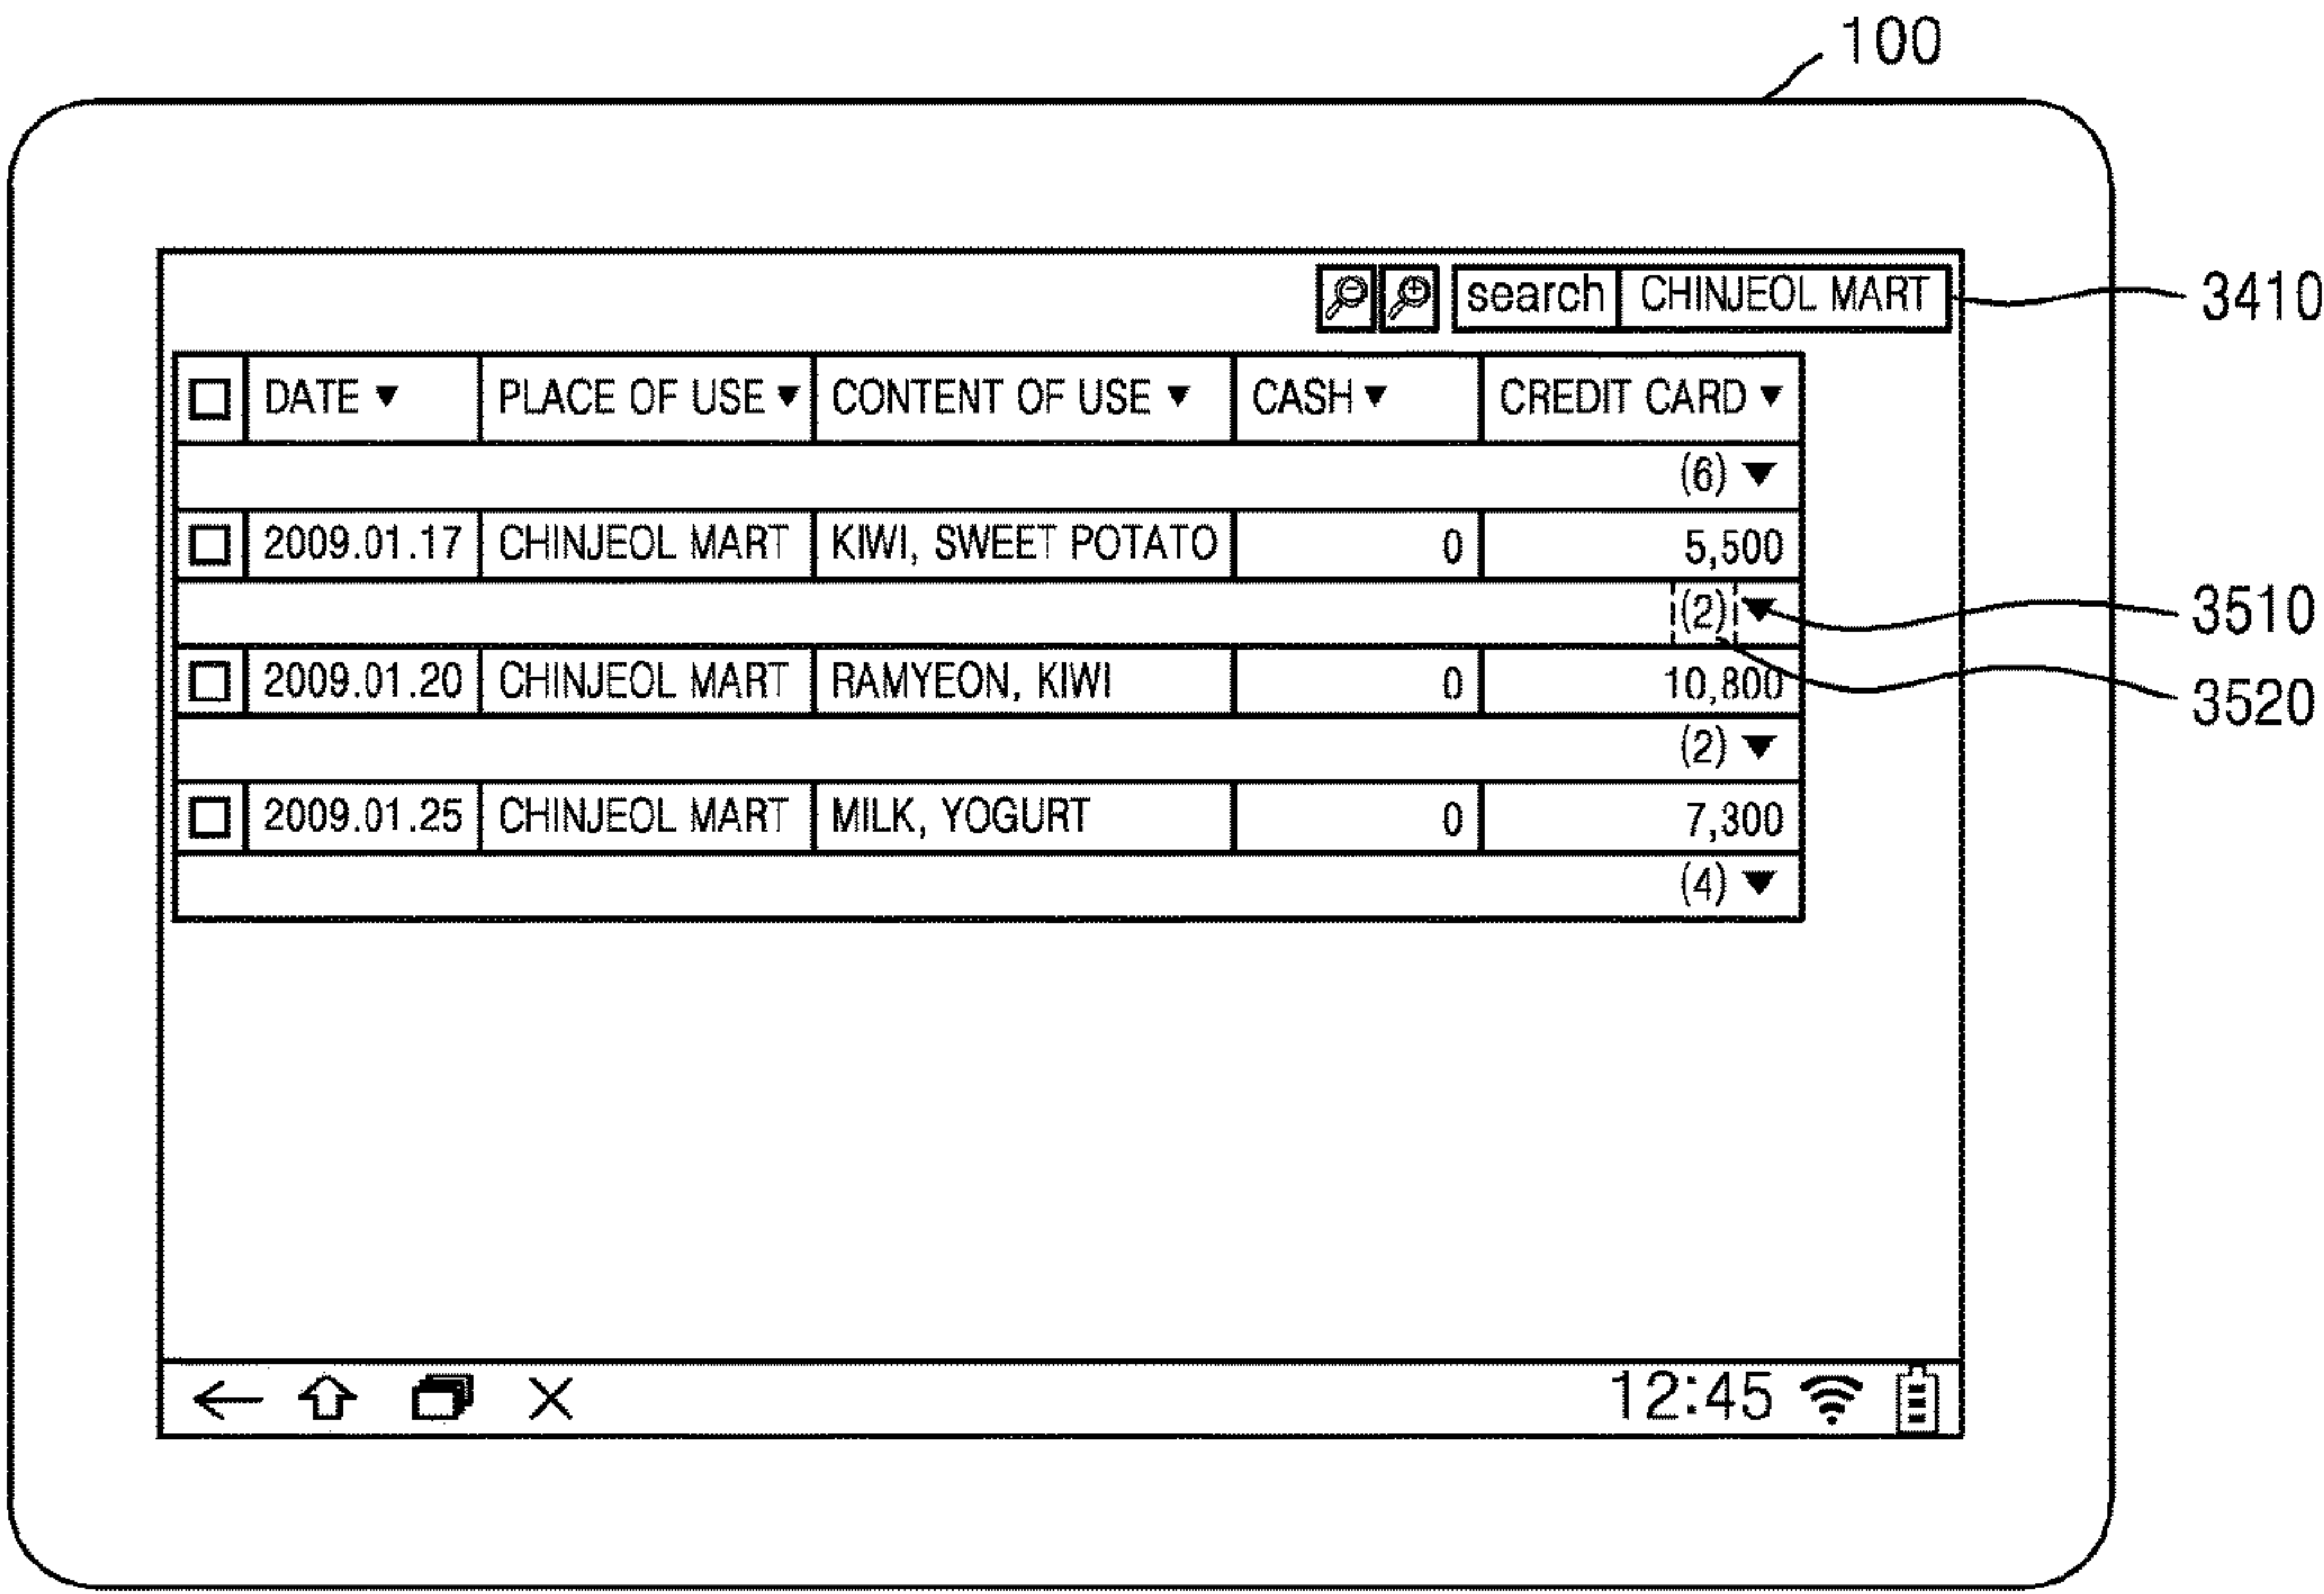 100
search CHINJEOL MART
3410
DATE ▼ PLACE OF USE ▼ CONTENT OF USE ▼ CASH ▼ CREDIT CARD ▼
(6) ▼
2009.01.17 CHINJEOL MART KIWI, SWEET POTATO 0 5,500
(2) ▼
3510
2009.01.20 CHINJEOL MART RAMYEON, KIWI 0 10,800
3520
(2) ▼
2009.01.25 CHINJEOL MART MILK, YOGURT 0 7,300
(4) ▼
12:45